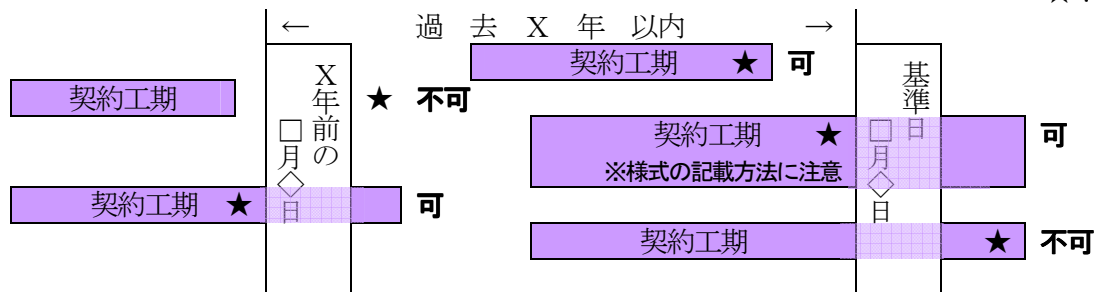 ← 過去X年以内 →
契約工期 ★ 可
契約工期 ★ 不可
X年前の
□月◇日
基準日
□月◇日
契約工期 ★ 可
※様式の記載方法に注意
契約工期 ★ 可
契約工期 ★ 不可